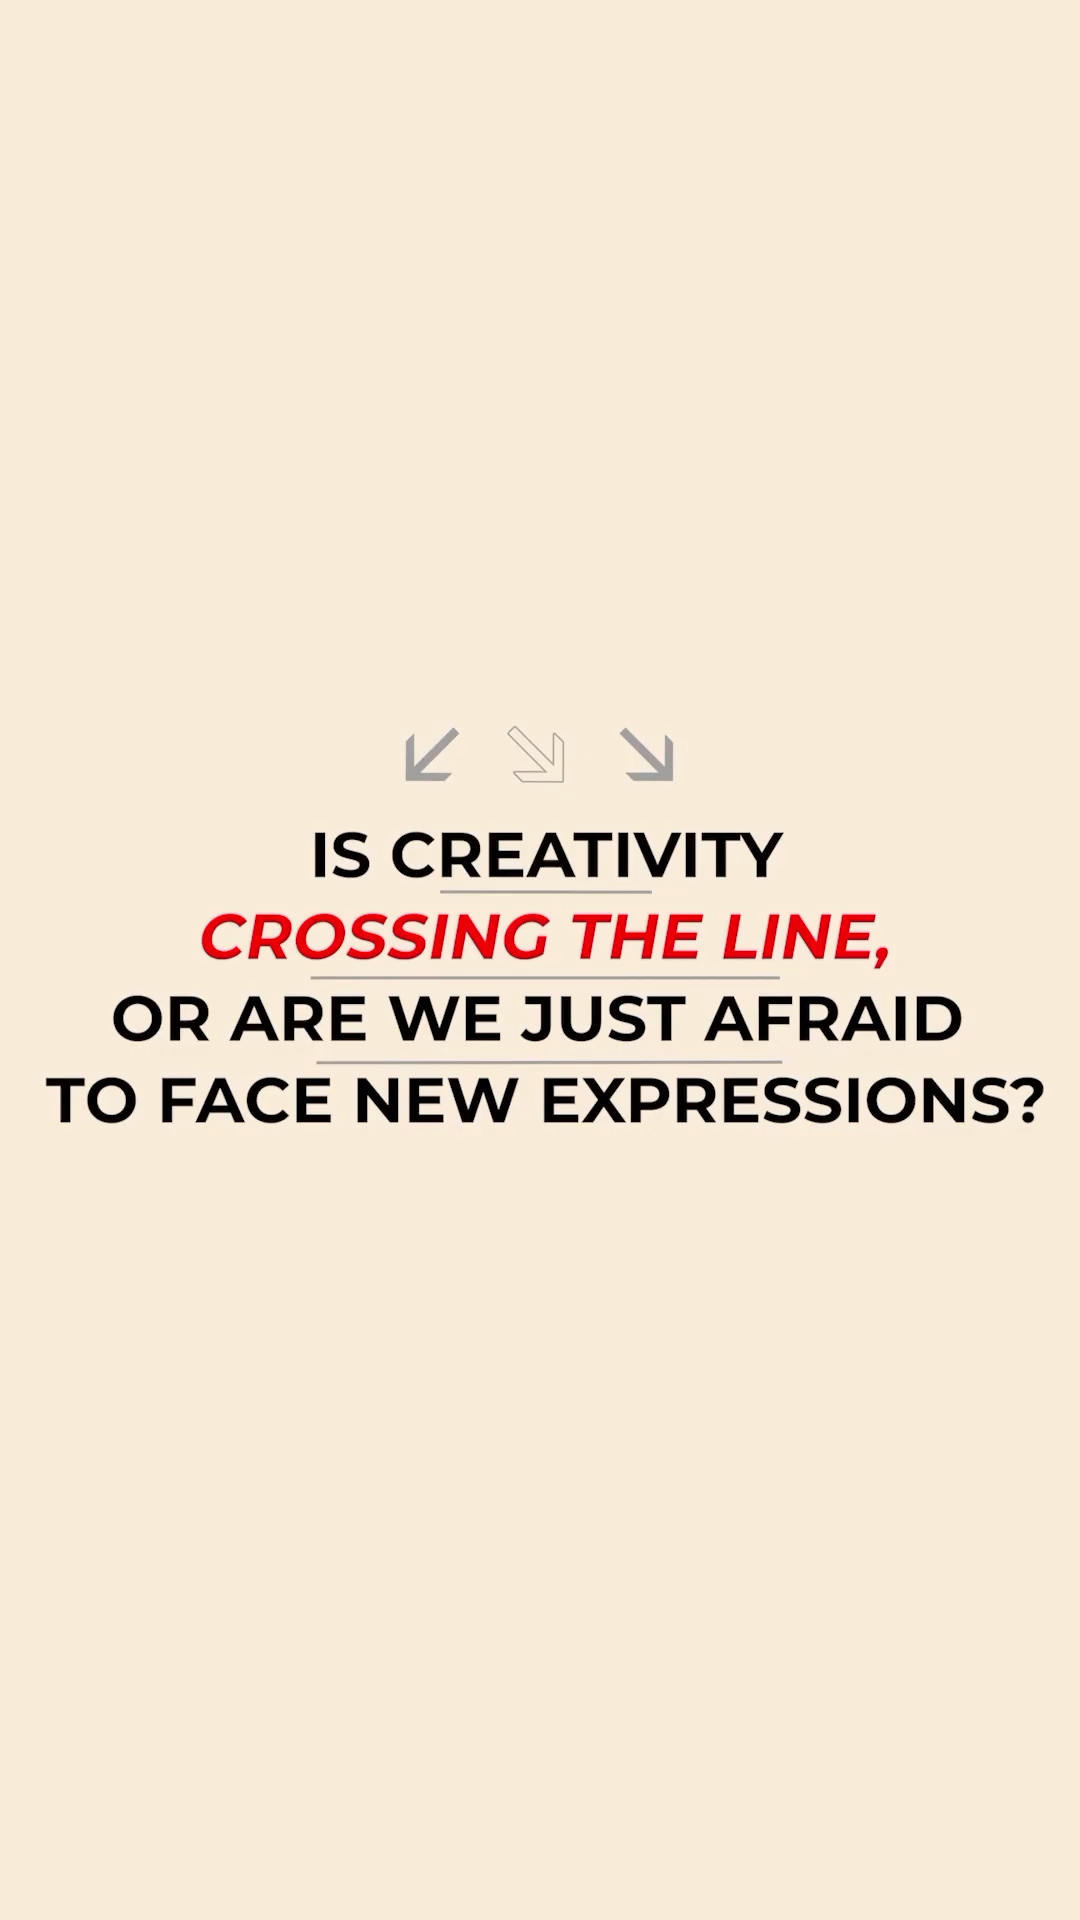 IS CREATIVITY
CROSSING THE LINE,
OR ARE WE JUST AFRAID
TO FACE NEW EXPRESSIONS?